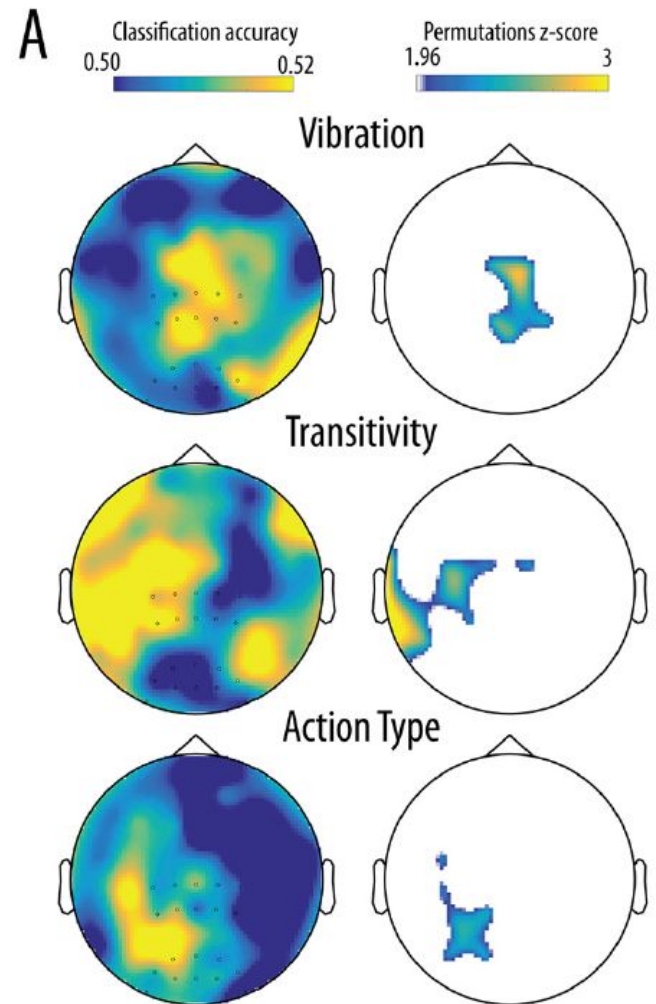 A
Classification accuracy
0.50
0.52
Permutations z-score
1.96
3
Vibration
Transitivity
Action Type